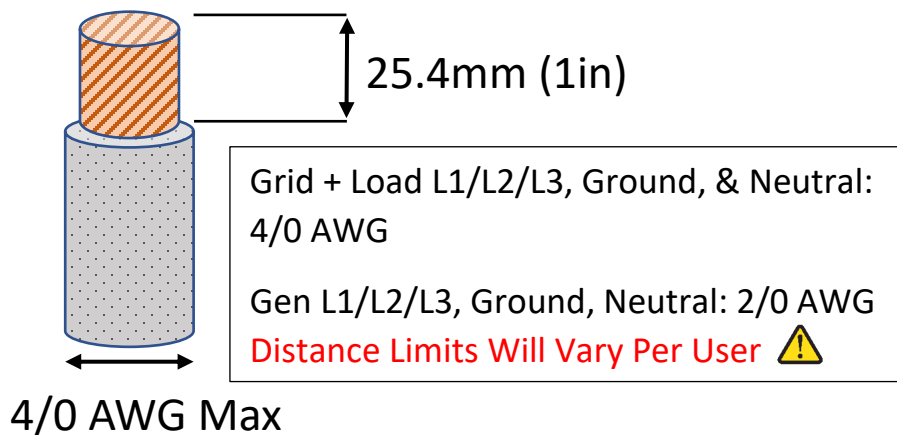 25.4mm (1in)
Grid + Load L1/L2/L3, Ground, & Neutral:
4/0 AWG
Gen L1/L2/L3, Ground, Neutral: 2/0 AWG
Distance Limits Will Vary Per User
4/0 AWG Max